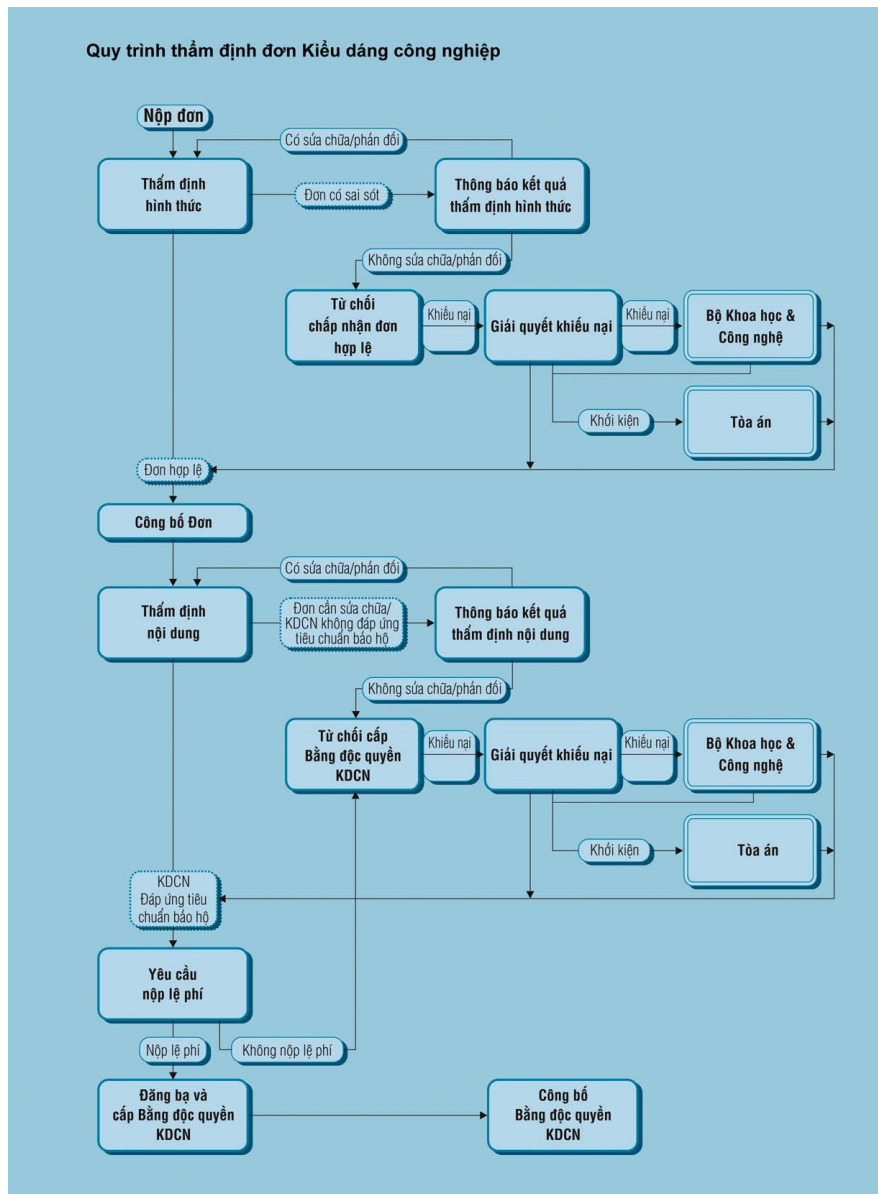 Quy trình thẩm định đơn Kiểu dáng công nghiệp
Nộp đơn
Có sửa chữa/phản đối
Thẩm định
hình thức
Đơn có sai sót
Thông báo kết quả
thẩm định hình thức
Không sửa chữa/phản đối
Từ chối
chấp nhận đơn
hợp lệ
Khiếu nại
Giải quyết khiếu nại
Khiếu nại
Bộ Khoa học &
Công nghệ
Khởi kiện
Tòa án
Đơn hợp lệ
Công bố Đơn
Có sửa chữa/phản đối
Thẩm định
nội dung
Đơn cần sửa chữa/
KDCN không đáp ứng
tiêu chuẩn bảo hộ
Thông báo kết quả
thẩm định nội dung
Không sửa chữa/phản đối
Từ chối cấp
Bằng độc quyền
KDCN
Khiếu nại
Giải quyết khiếu nại
Khiếu nại
Bộ Khoa học &
Công nghệ
Khởi kiện
Tòa án
KDCN
Đáp ứng tiêu
chuẩn bảo hộ
Yêu cầu
nộp lệ phí
Nộp lệ phí
Không nộp lệ phí
Đăng bạ và
cấp Bằng độc quyền
KDCN
Công bố
Bằng độc quyền
KDCN